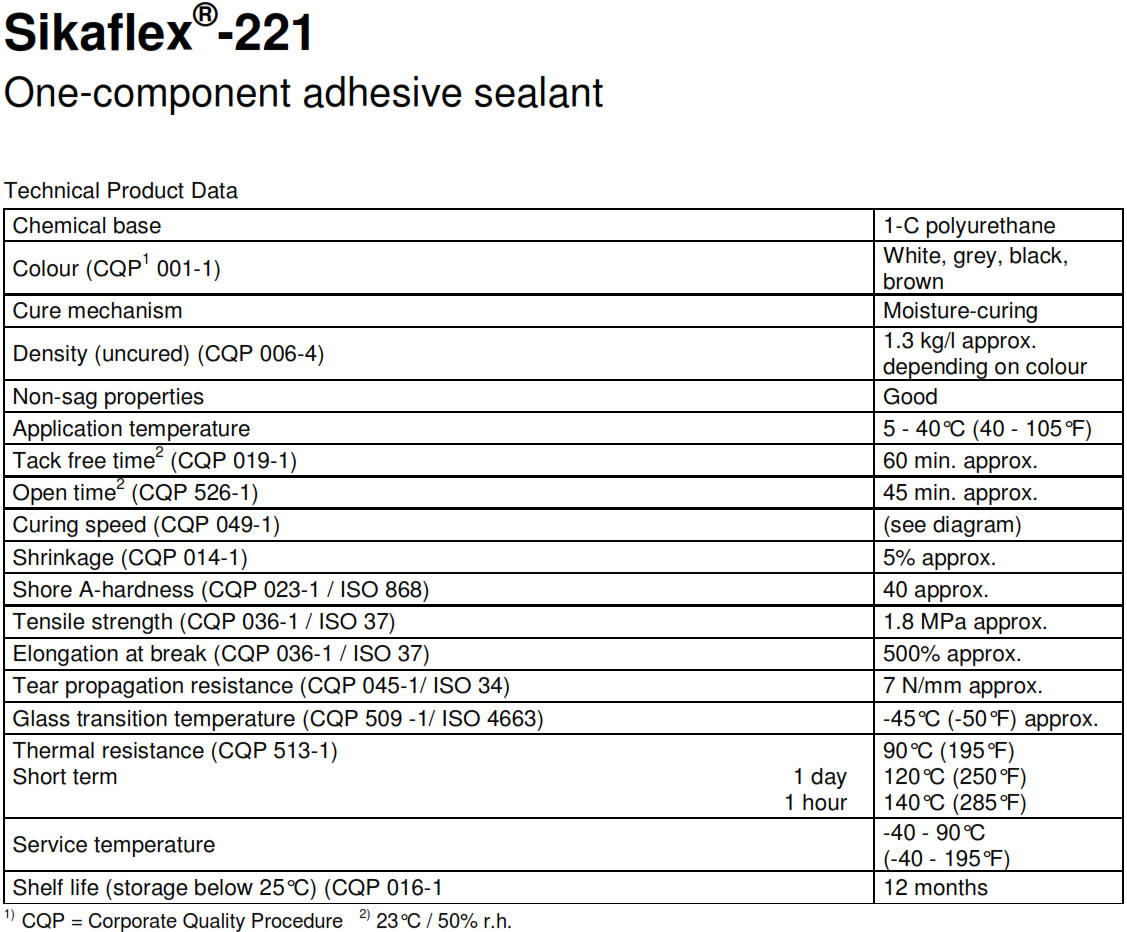 Sikaflex®-221
One-component adhesive sealant
Technical Product Data
Chemical base 1-C polyurethane
Colour (CQP1 001-1) White, grey, black,
brown
Cure mechanism Moisture-curing
Density (uncured) (CQP 006-4) 1.3 kg/l approx.
depending on colour
Non-sag properties Good
Application temperature 5 - 40°C (40 - 105°F)
Tack free time2 (CQP 019-1) 60 min. approx.
Open time2 (CQP 526-1) 45 min. approx.
Curing speed (CQP 049-1) (see diagram)
Shrinkage (CQP 014-1) 5% approx.
Shore A-hardness (CQP 023-1 / ISO 868) 40 approx.
Tensile strength (CQP 036-1 / ISO 37) 1.8 MPa approx.
Elongation at break (CQP 036-1 / ISO 37) 500% approx.
Tear propagation resistance (CQP 045-1/ ISO 34) 7 N/mm approx.
Glass transition temperature (CQP 509 -1/ ISO 4663) -45°C (-50°F) approx.
Thermal resistance (CQP 513-1) 90°C (195°F)
Short term 1 day 120°C (250°F)
1 hour 140°C (285°F)
Service temperature -40 - 90°C
(-40 - 195°F)
Shelf life (storage below 25°C) (CQP 016-1 12 months
1) CQP = Corporate Quality Procedure 2) 23°C / 50% r.h.